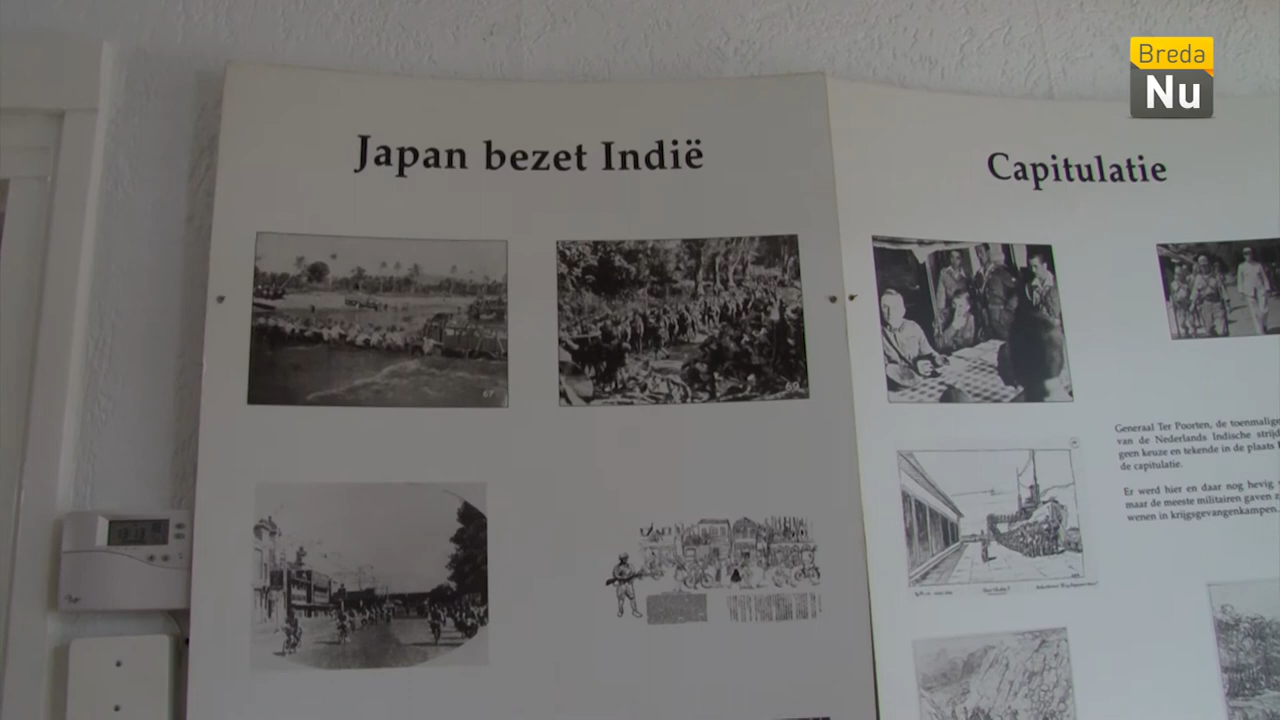 Breda
Nu
Japan bezet Indië
Capitulatie
67
Generaal Ter Poorten, de toenmalige
van de Nederlands Indische strijd
geen keuze en tekende in de plaats
de capitulatie.
Er werd hier en daar nog hevig
maar de meeste militairen gaven
wenen in krijgsgevangenkampen.